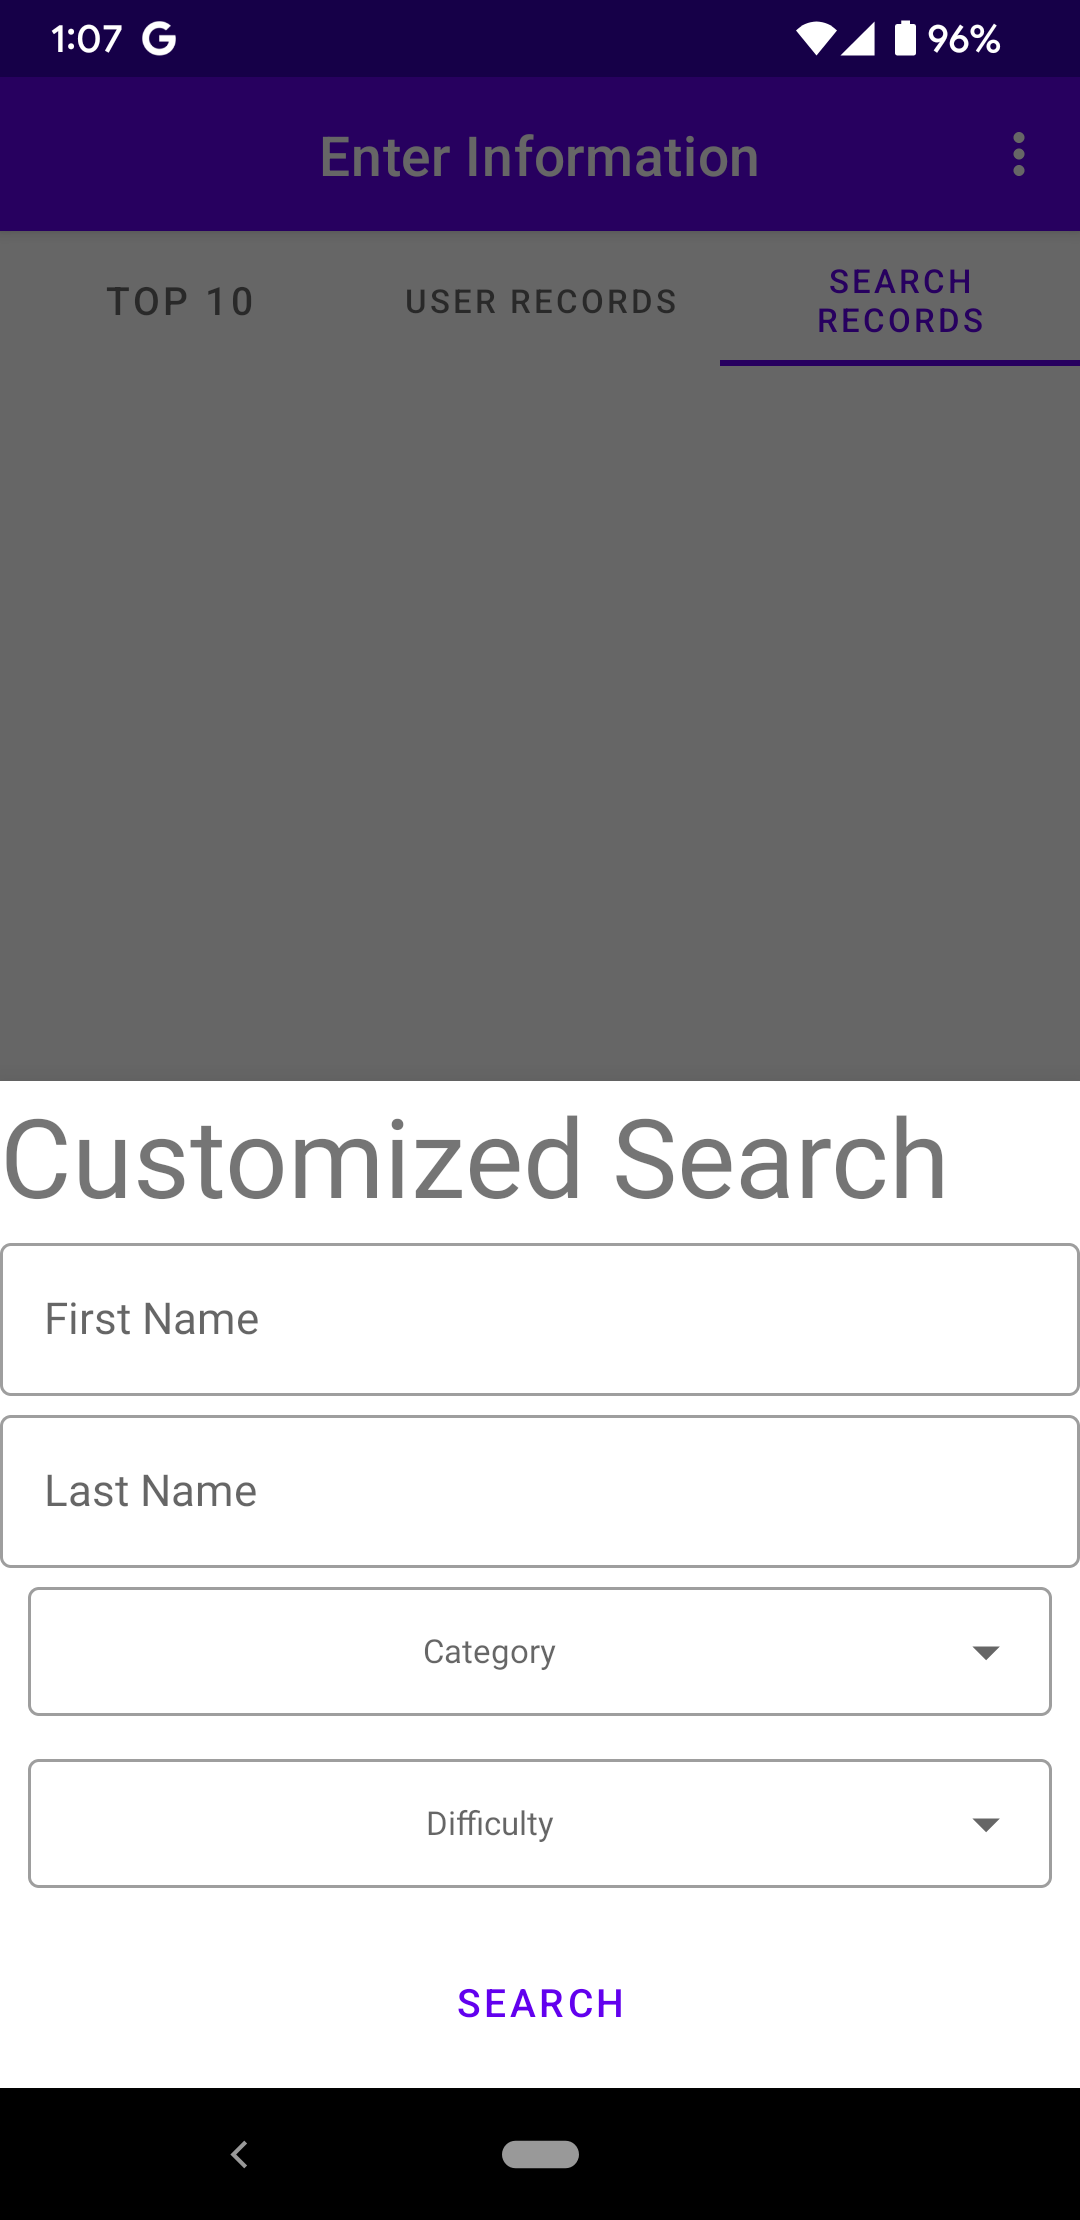 1:07 G 96%
Enter Information
TOP 10
USER RECORDS
SEARCH
RECORDS
Customized Search
First Name
Last Name
Category
Difficulty
SEARCH